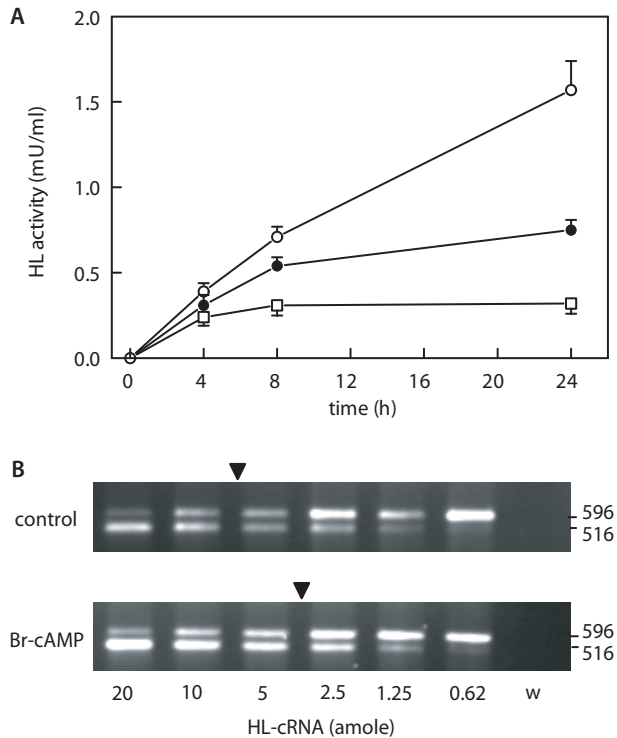 A
HL activity (mU/ml)
2.0
1.5
1.0
0.5
0.0
0 4 8 12 16 20 24
time (h)
B
control
596
516
Br-cAMP
596
516
20 10 5 2.5 1.25 0.62 w
HL-cRNA (amole)